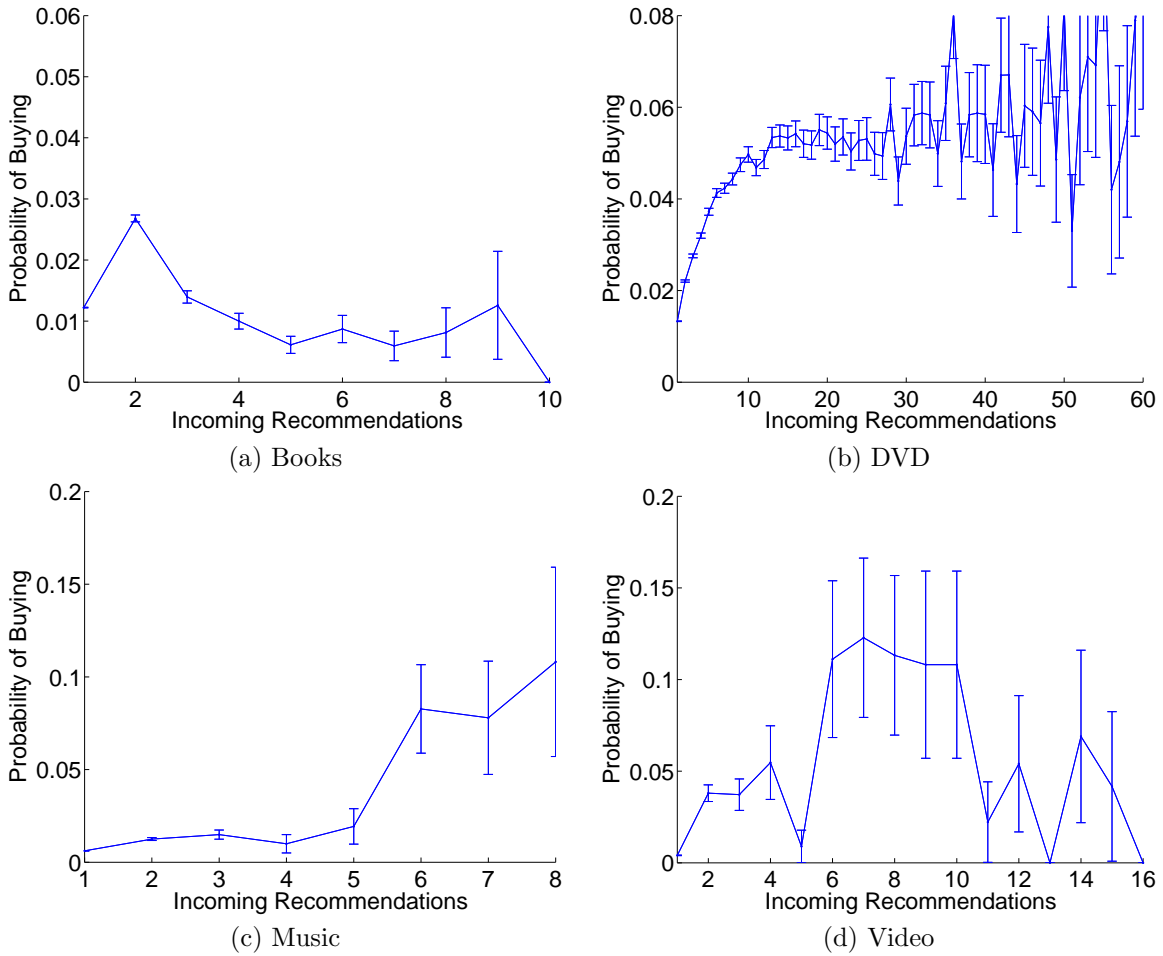 0.06
0.05
0.04
0.03
0.02
0.01
0
2 4 6 8 10
Probability of Buying
Incoming Recommendations
(a) Books
0.08
0.06
0.04
0.02
0
10 20 30 40 50 60
Probability of Buying
Incoming Recommendations
(b) DVD
0.2
0.15
0.1
0.05
0
1 2 3 4 5 6 7 8
Probability of Buying
Incoming Recommendations
(c) Music
0.2
0.15
0.1
0.05
0
2 4 6 8 10 12 14 16
Probability of Buying
Incoming Recommendations
(d) Video